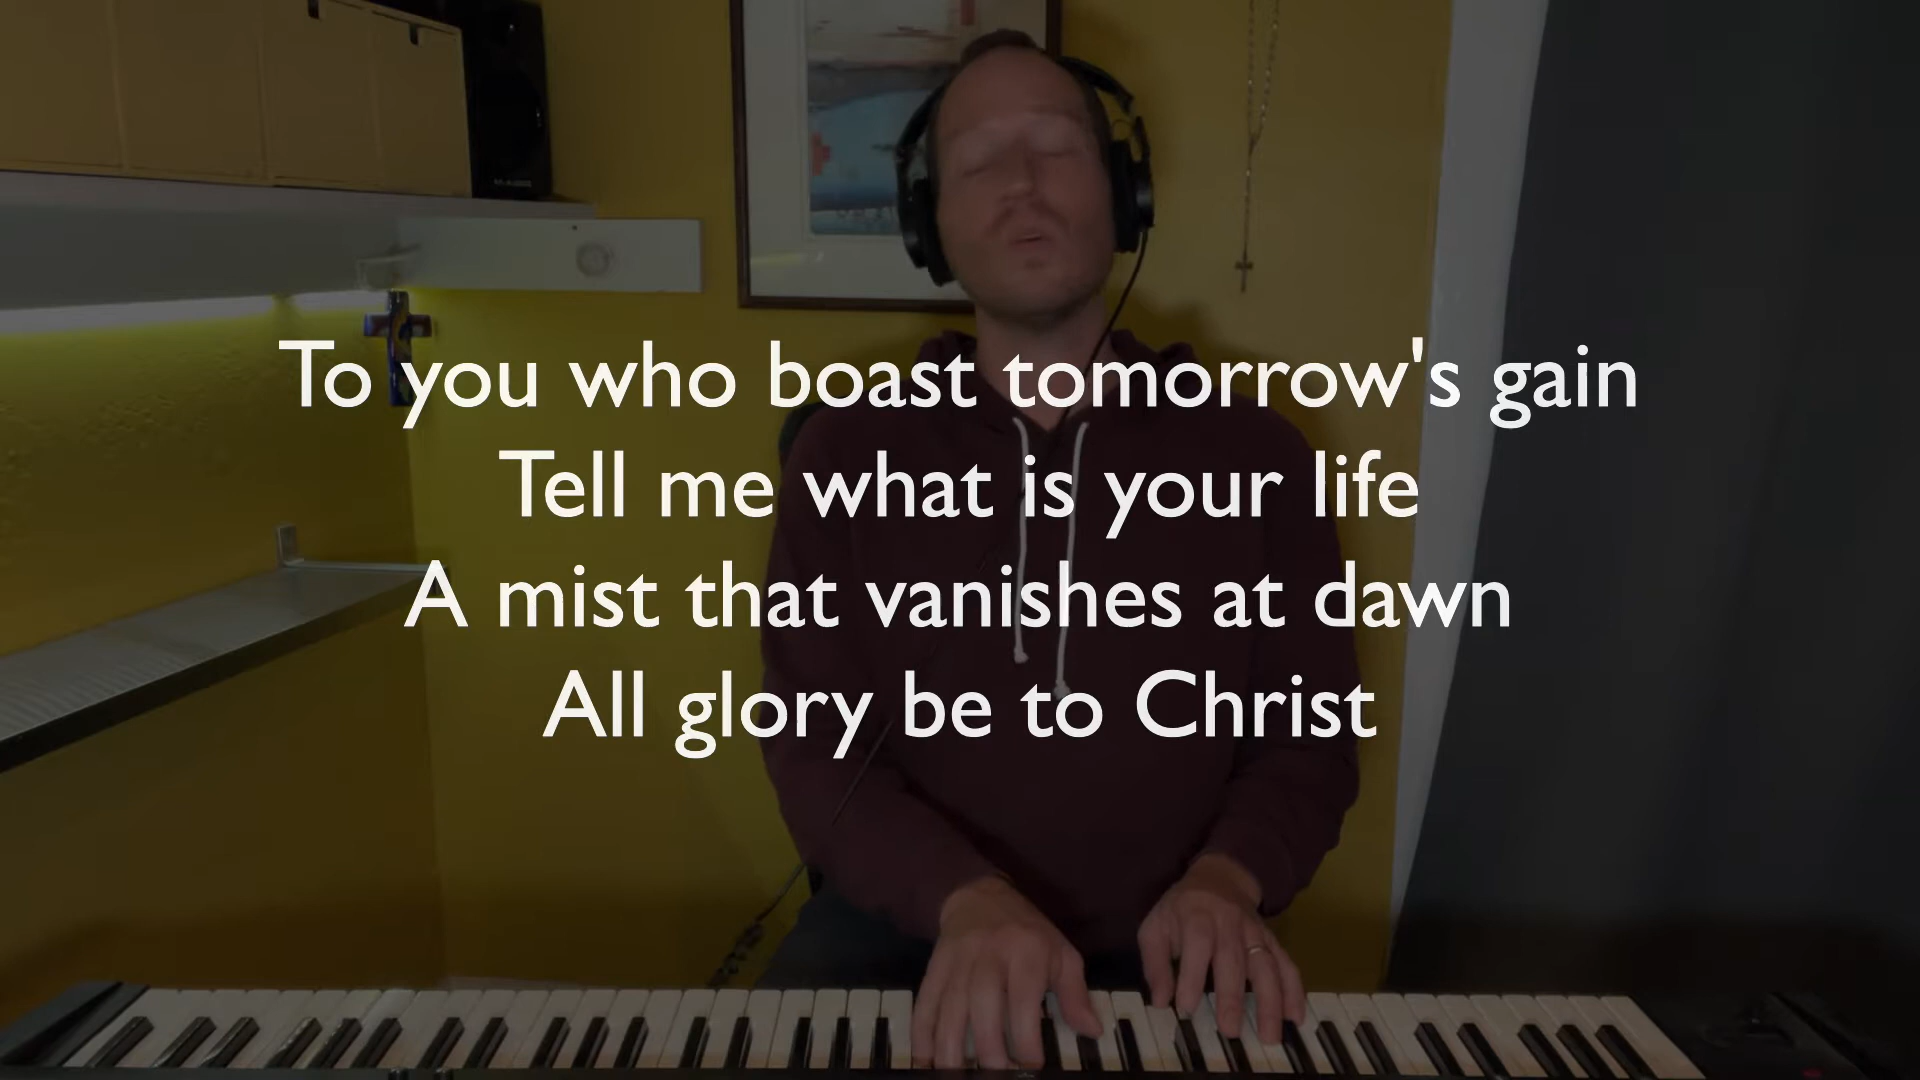 To you who boast tomorrow's gain
Tell me what is your life
A mist that vanishes at dawn
All glory be to Christ